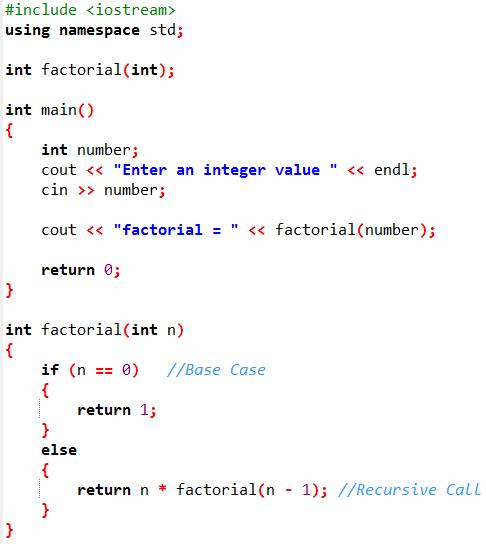 #include <iostream>
using namespace std;
int factorial(int);
int main()
{
int number;
cout << "Enter an integer value " << endl;
cin >> number;
cout << "factorial = " << factorial(number);
return 0;
}
int factorial(int n)
{
if (n == 0)   //Base Case
{
return 1;
}
else
{
return n * factorial(n - 1); //Recursive Call
}
}